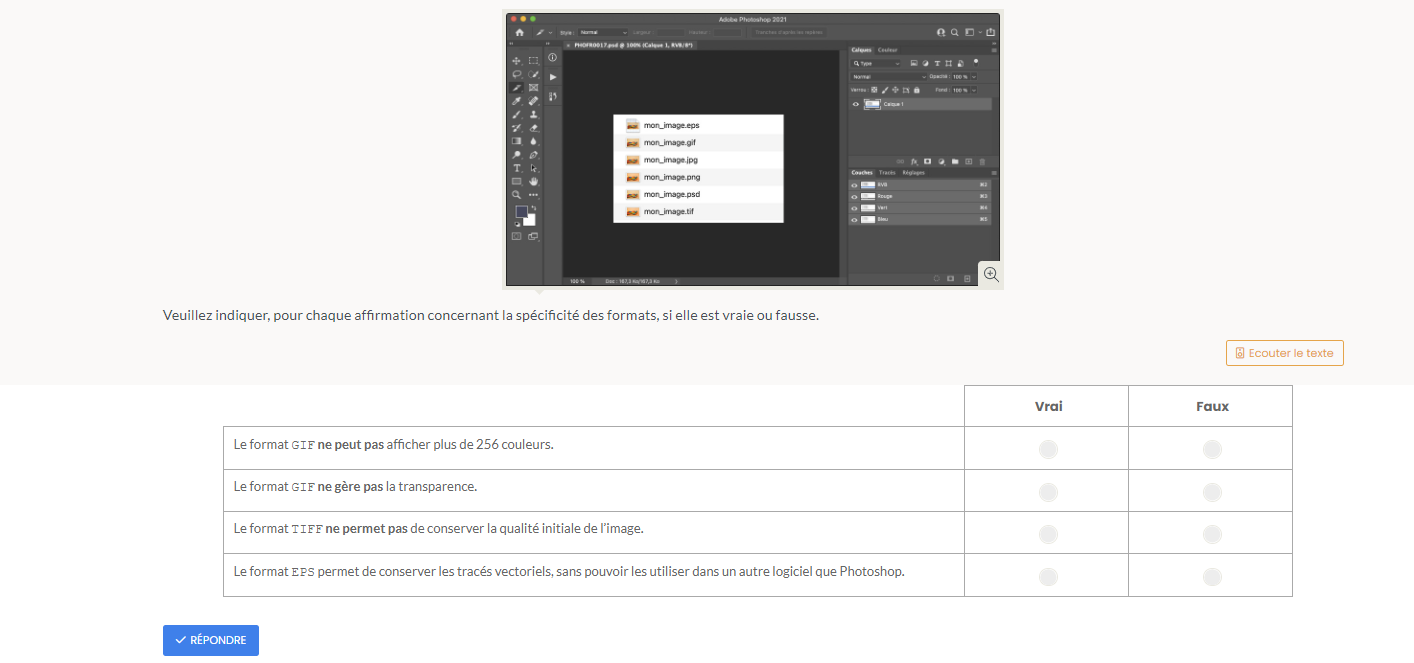 Adobe Photoshop 2021
Style : Normal
PHOFR0017.psd @ 100% (Calque 1, RVB/8*)
Calques Couleur
Type
Normal Opacité : 100 %
Verrou : Fond : 100 %
Calque 1
mon_image.eps
mon_image.gif
mon_image.jpg
mon_image.png
mon_image.psd
mon_image.tif
Couches Tracés Réglages
RVB ⌘2
Rouge ⌘3
Vert ⌘4
Bleu ⌘5
100 % Doc : 167,3 Ko/167,3 Ko
Veuillez indiquer, pour chaque affirmation concernant la spécificité des formats, si elle est vraie ou fausse.
Ecouter le texte
Vrai Faux
Le format GIF ne peut pas afficher plus de 256 couleurs.
Le format GIF ne gère pas la transparence.
Le format TIFF ne permet pas de conserver la qualité initiale de l'image.
Le format EPS permet de conserver les tracés vectoriels, sans pouvoir les utiliser dans un autre logiciel que Photoshop.
RÉPONDRE